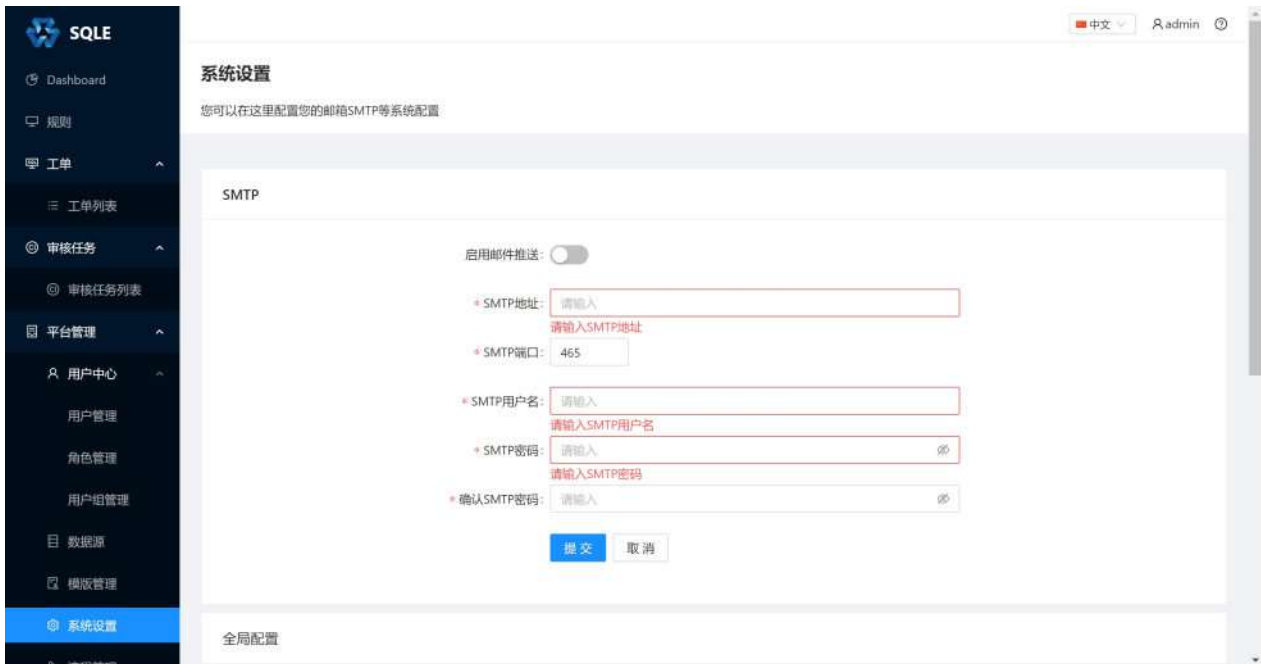 SQLE
中文
admin
Dashboard
规则
工单
工单列表
审核任务
审核任务列表
平台管理
用户中心
用户管理
角色管理
用户组管理
数据源
模版管理
系统设置
系统设置
您可以在这里配置您的邮箱SMTP等系统配置
SMTP
启用邮件推送:
* SMTP地址: 请输入
请输入SMTP地址
* SMTP端口: 465
* SMTP用户名: 请输入
请输入SMTP用户名
* SMTP密码: 请输入
请输入SMTP密码
* 确认SMTP密码: 请输入
提 交 取 消
全局配置